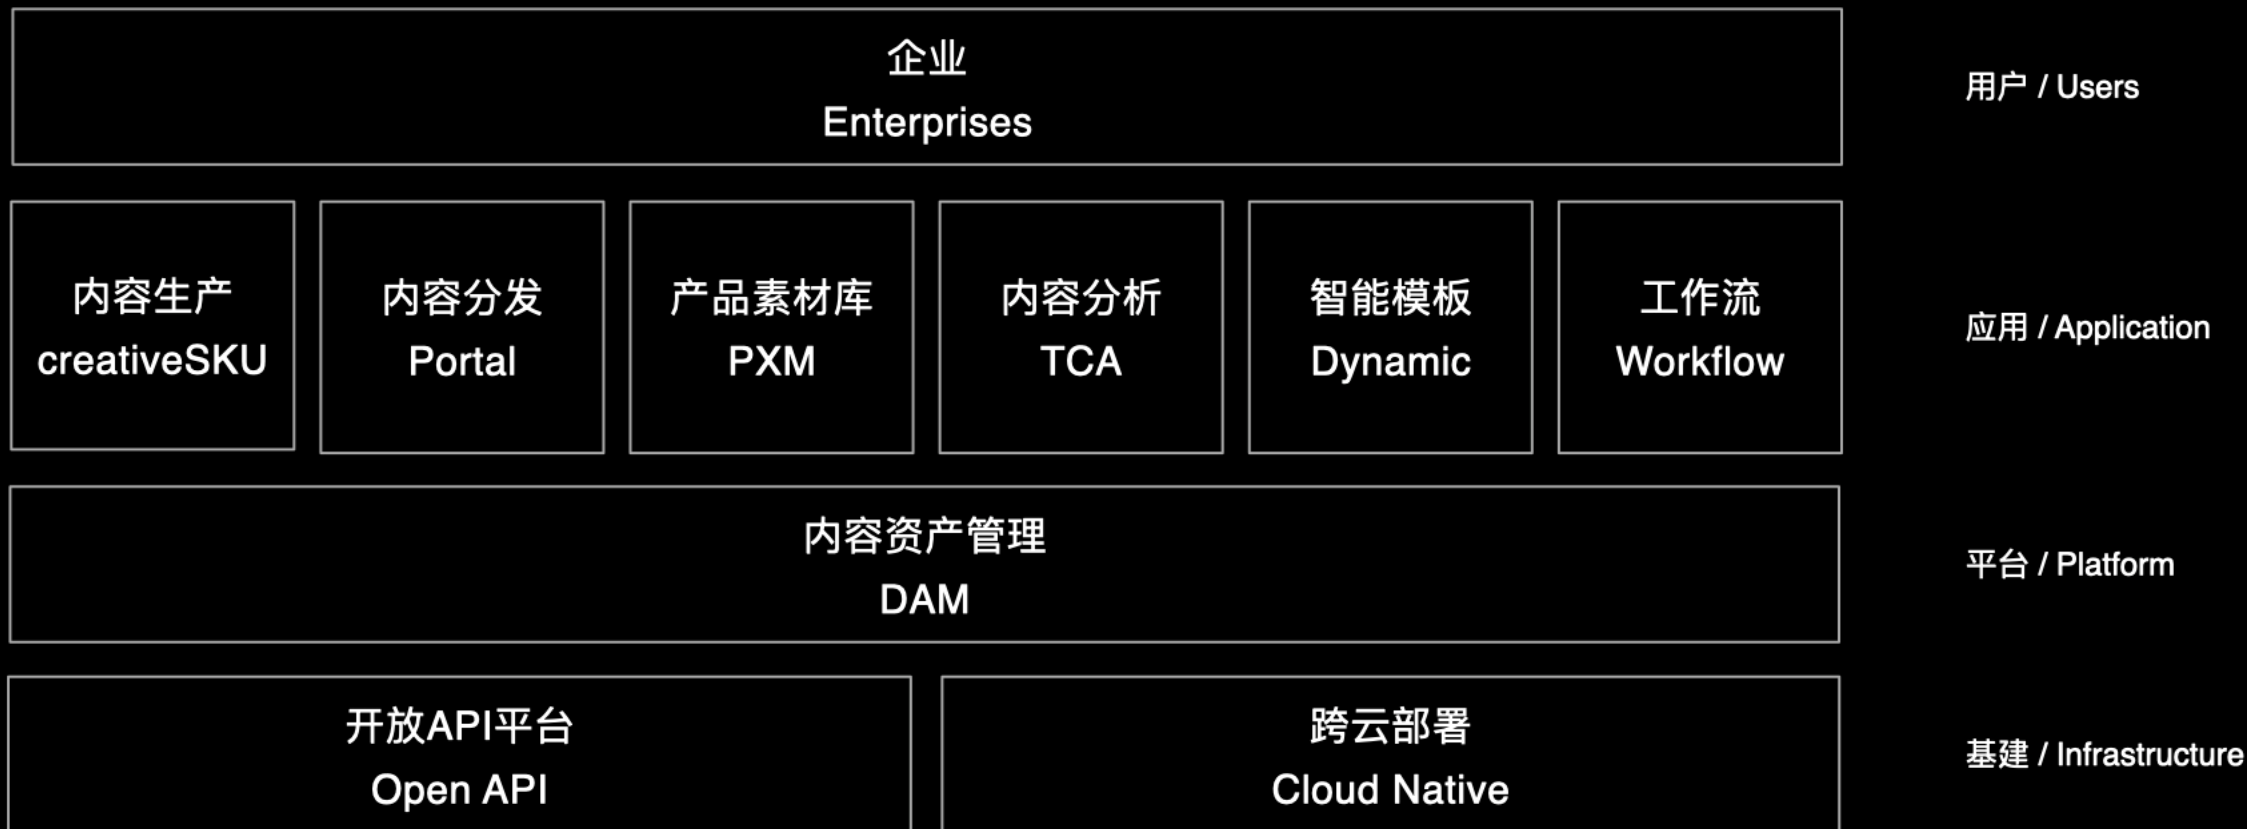 企业
Enterprises
用户 / Users
内容生产
creativeSKU
内容分发
Portal
产品素材库
PXM
内容分析
TCA
智能模板
Dynamic
工作流
Workflow
应用 / Application
内容资产管理
DAM
平台 / Platform
开放API平台
Open API
跨云部署
Cloud Native
基建 / Infrastructure